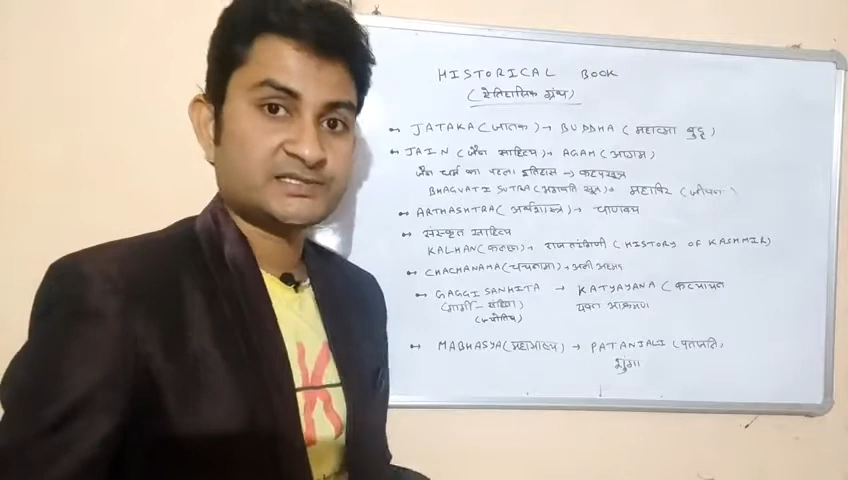 HISTORICAL BOOK
(ऐतिहासिक ग्रंथ)
JATAKA (जातक) → BUDDHA (महात्मा बुद्ध)
JAIN (जैन साहित्य) → AGAM (आगम)
जैन धर्म का पहला इतिहास → कल्पसूत्र
BHAGVATI SUTRA (भगवति सूत्र) → महाविर (जीवन
ARTHASHTRA (अर्थशास्त्र) → चाणक्य
संस्कृत साहित्य
KALHAN (कल्हन) → राजतरंगिणी (HISTORY OF KASHMIR)
CHACHANAMA (चचनामा) → अली अहमद
GAGGI SANHITA → KATYAYANA (कात्यायन
(गार्गी-संहिता) यवन आक्रमण
(ज्योतिष)
MABHASYA (महाभाष्य) → PATANJALI (पतंजलि)
शुंग